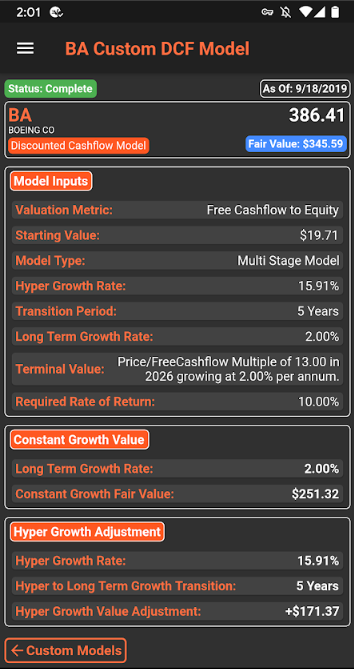 2:01
BA Custom DCF Model
Status: Complete
As Of: 9/18/2019
BA
386.41
BOEING CO
Discounted Cashflow Model
Fair Value: $345.59
Model Inputs
Valuation Metric: Free Cashflow to Equity
Starting Value: $19.71
Model Type: Multi Stage Model
Hyper Growth Rate: 15.91%
Transition Period: 5 Years
Long Term Growth Rate: 2.00%
Terminal Value: Price/FreeCashflow Multiple of 13.00 in
2026 growing at 2.00% per annum.
Required Rate of Return: 10.00%
Constant Growth Value
Long Term Growth Rate: 2.00%
Constant Growth Fair Value: $251.32
Hyper Growth Adjustment
Hyper Growth Rate: 15.91%
Hyper to Long Term Growth Transition: 5 Years
Hyper Growth Value Adjustment: +$171.37
Custom Models